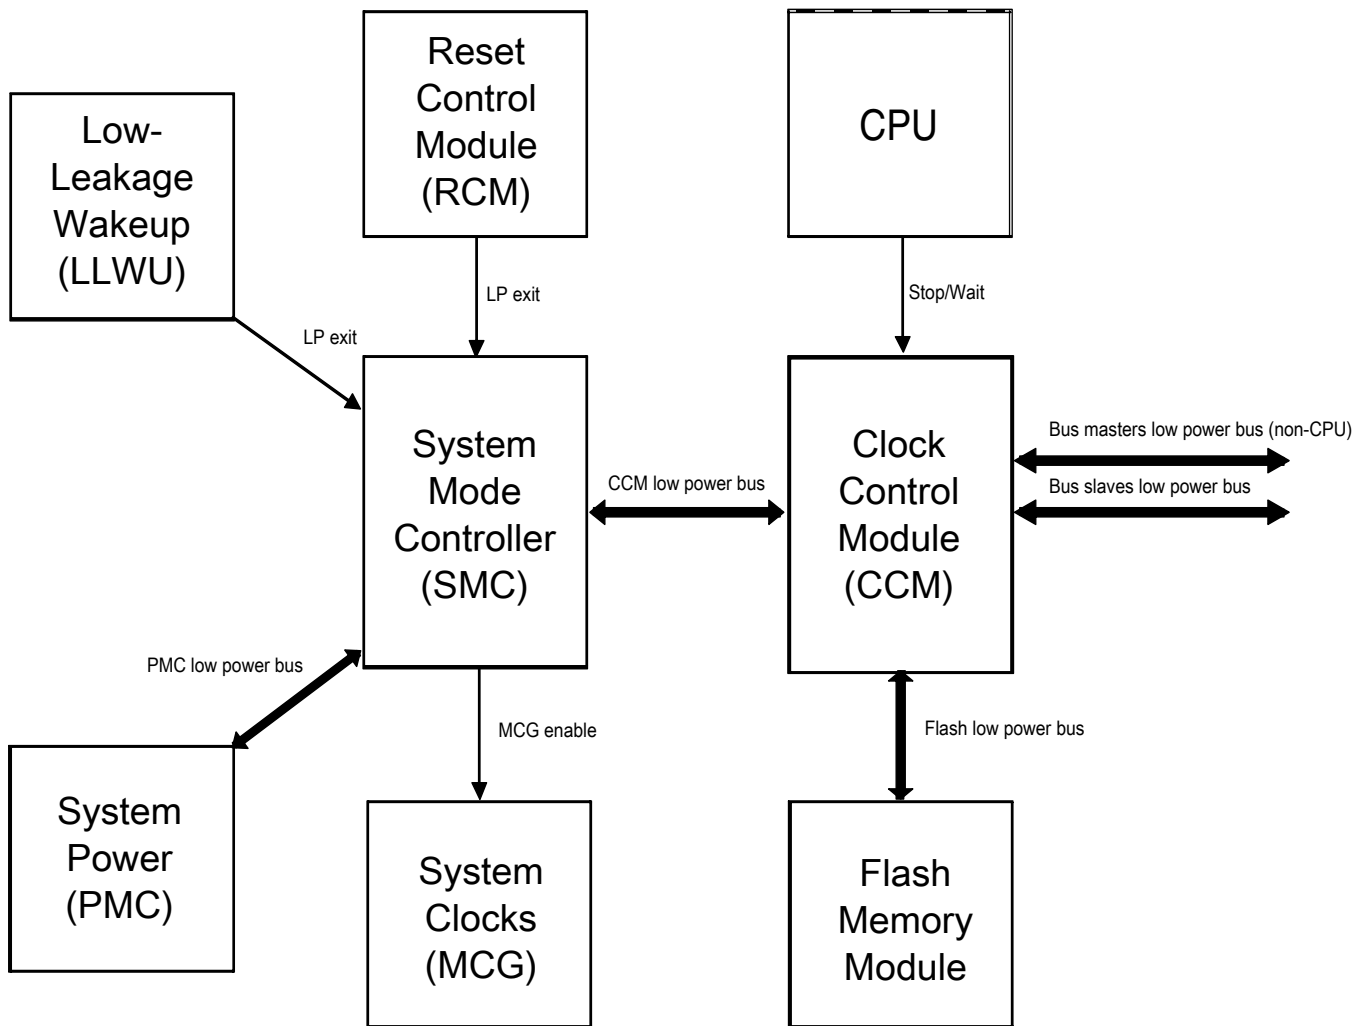 Reset
Control
Module
(RCM)
CPU
Low-
Leakage
Wakeup
(LLWU)
LP exit
LP exit
Stop/Wait
System
Mode
Controller
(SMC)
CCM low power bus
Clock
Control
Module
(CCM)
Bus masters low power bus (non-CPU)
Bus slaves low power bus
PMC low power bus
MCG enable
Flash low power bus
System
Power
(PMC)
System
Clocks
(MCG)
Flash
Memory
Module